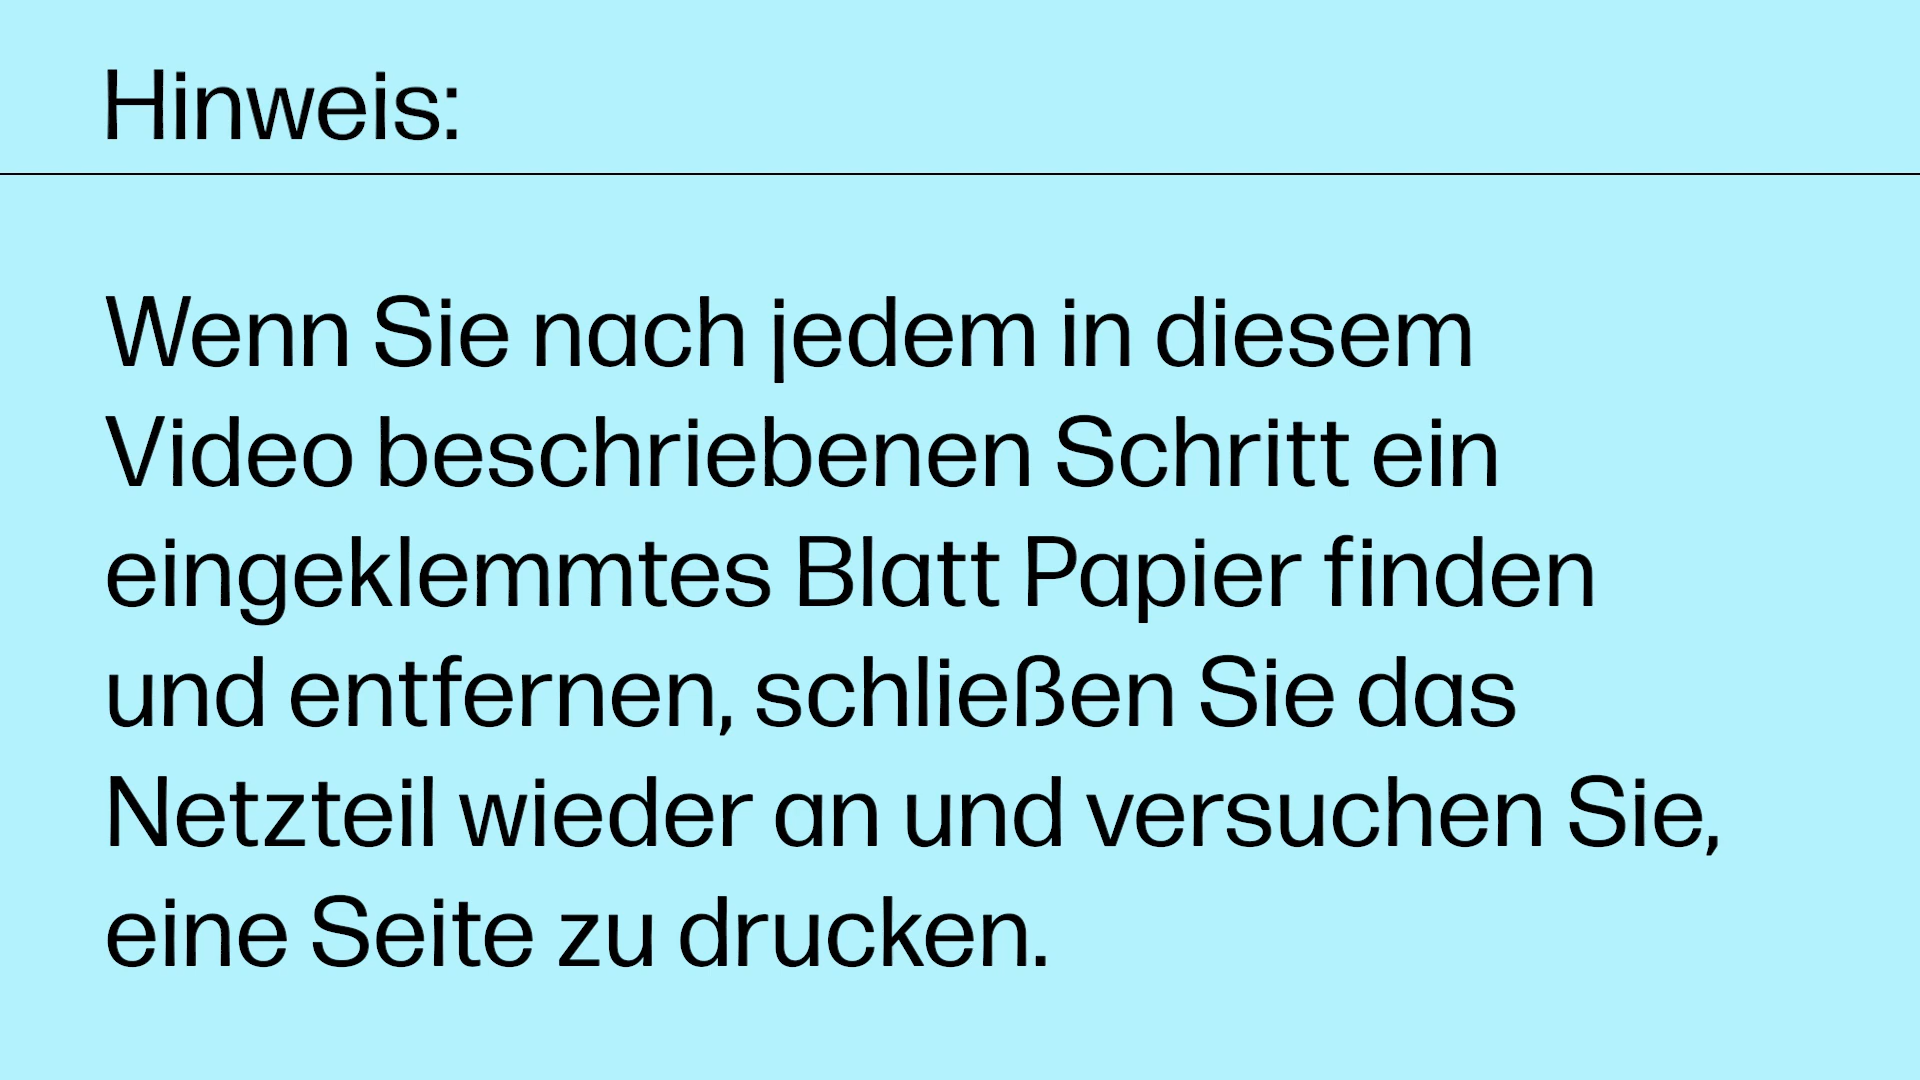 Hinweis:
Wenn Sie nach jedem in diesem
Video beschriebenen Schritt ein
eingeklemmtes Blatt Papier finden
und entfernen, schließen Sie das
Netzteil wieder an und versuchen Sie,
eine Seite zu drucken.